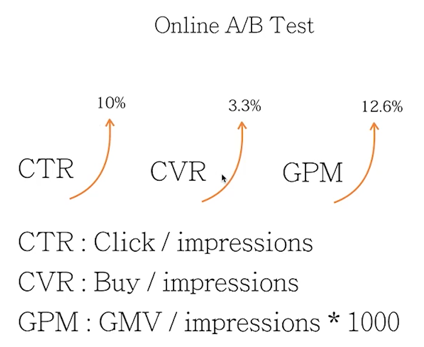 Online A/B Test
10% 3.3% 12.6%
CTR CVR GPM
CTR : Click / impressions
CVR : Buy / impressions
GPM : GMV / impressions * 1000